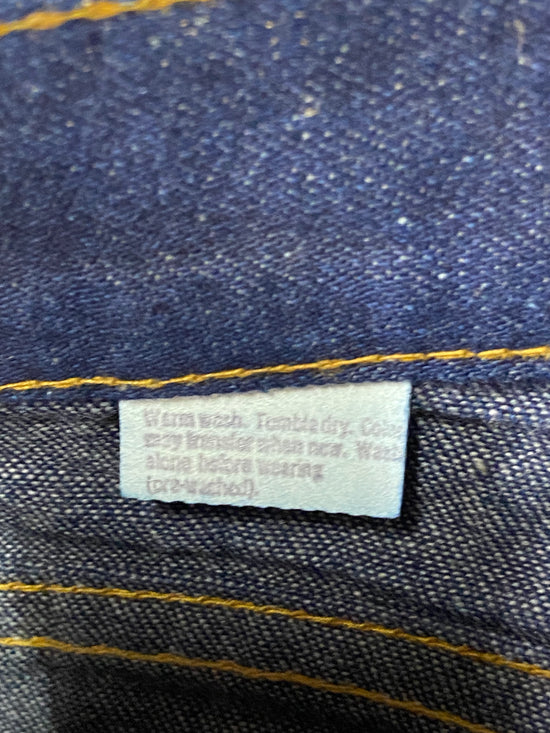 Warm wash. Tumble dry. Color
may transfer when new. Wash
alone before wearing
(pre-washed).